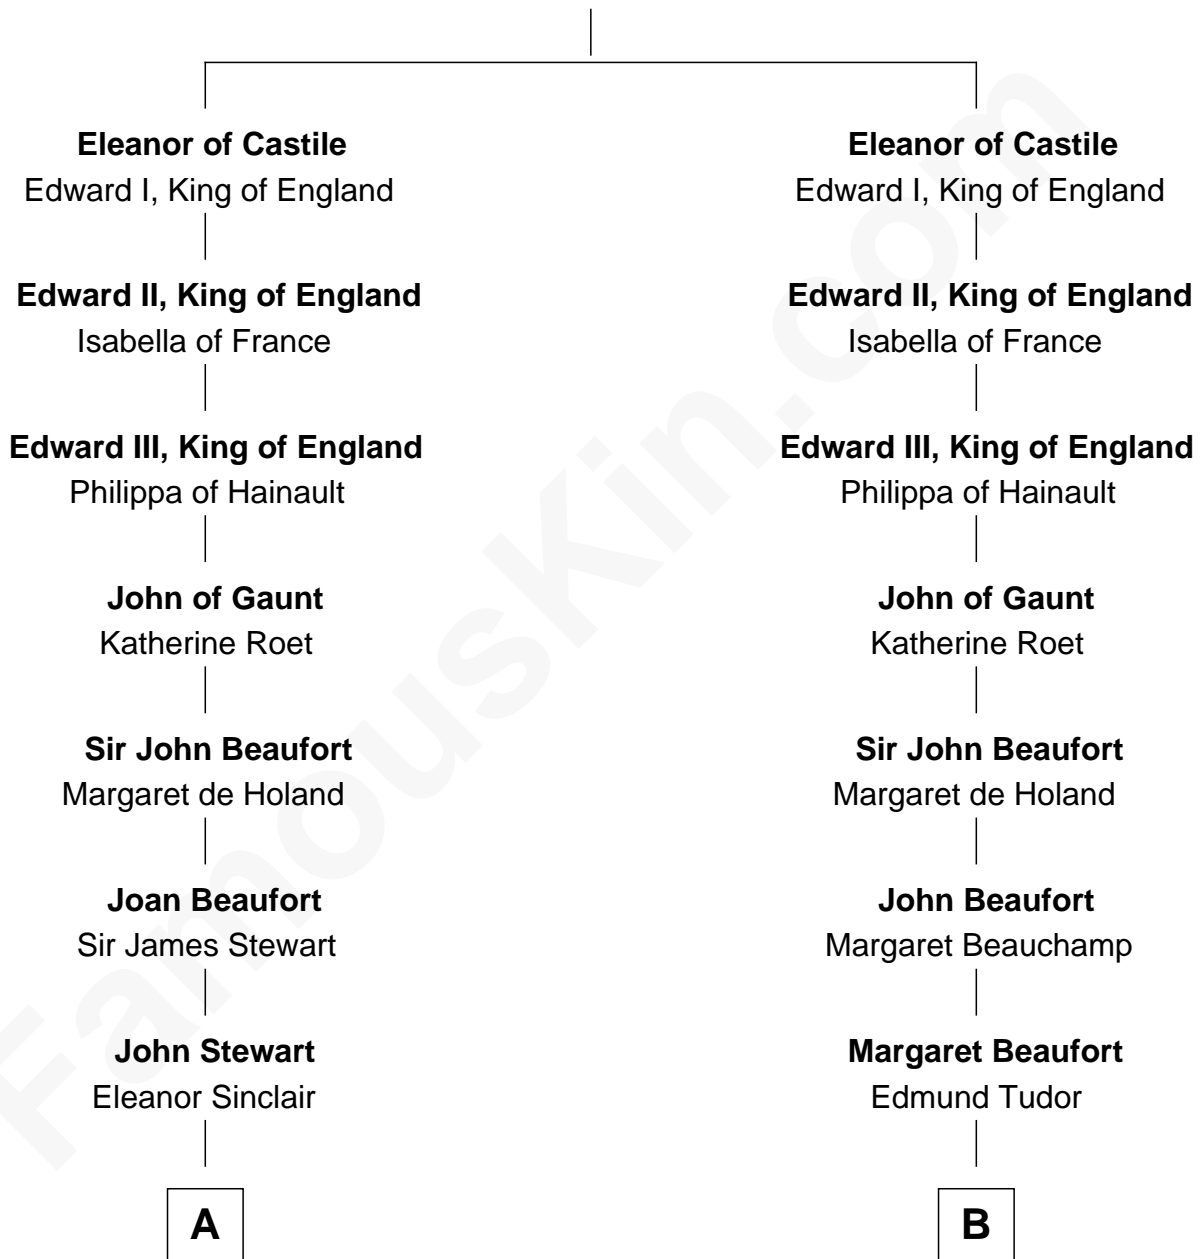 Eleanor of Castile
Edward I, King of England
Edward II, King of England
Isabella of France
Edward III, King of England
Philippa of Hainault
John of Gaunt
Katherine Roet
Sir John Beaufort
Margaret de Holand
Joan Beaufort
Sir James Stewart
John Stewart
Eleanor Sinclair
A
Eleanor of Castile
Edward I, King of England
Edward II, King of England
Isabella of France
Edward III, King of England
Philippa of Hainault
John of Gaunt
Katherine Roet
Sir John Beaufort
Margaret de Holand
John Beaufort
Margaret Beauchamp
Margaret Beaufort
Edmund Tudor
B
FamousKin.com